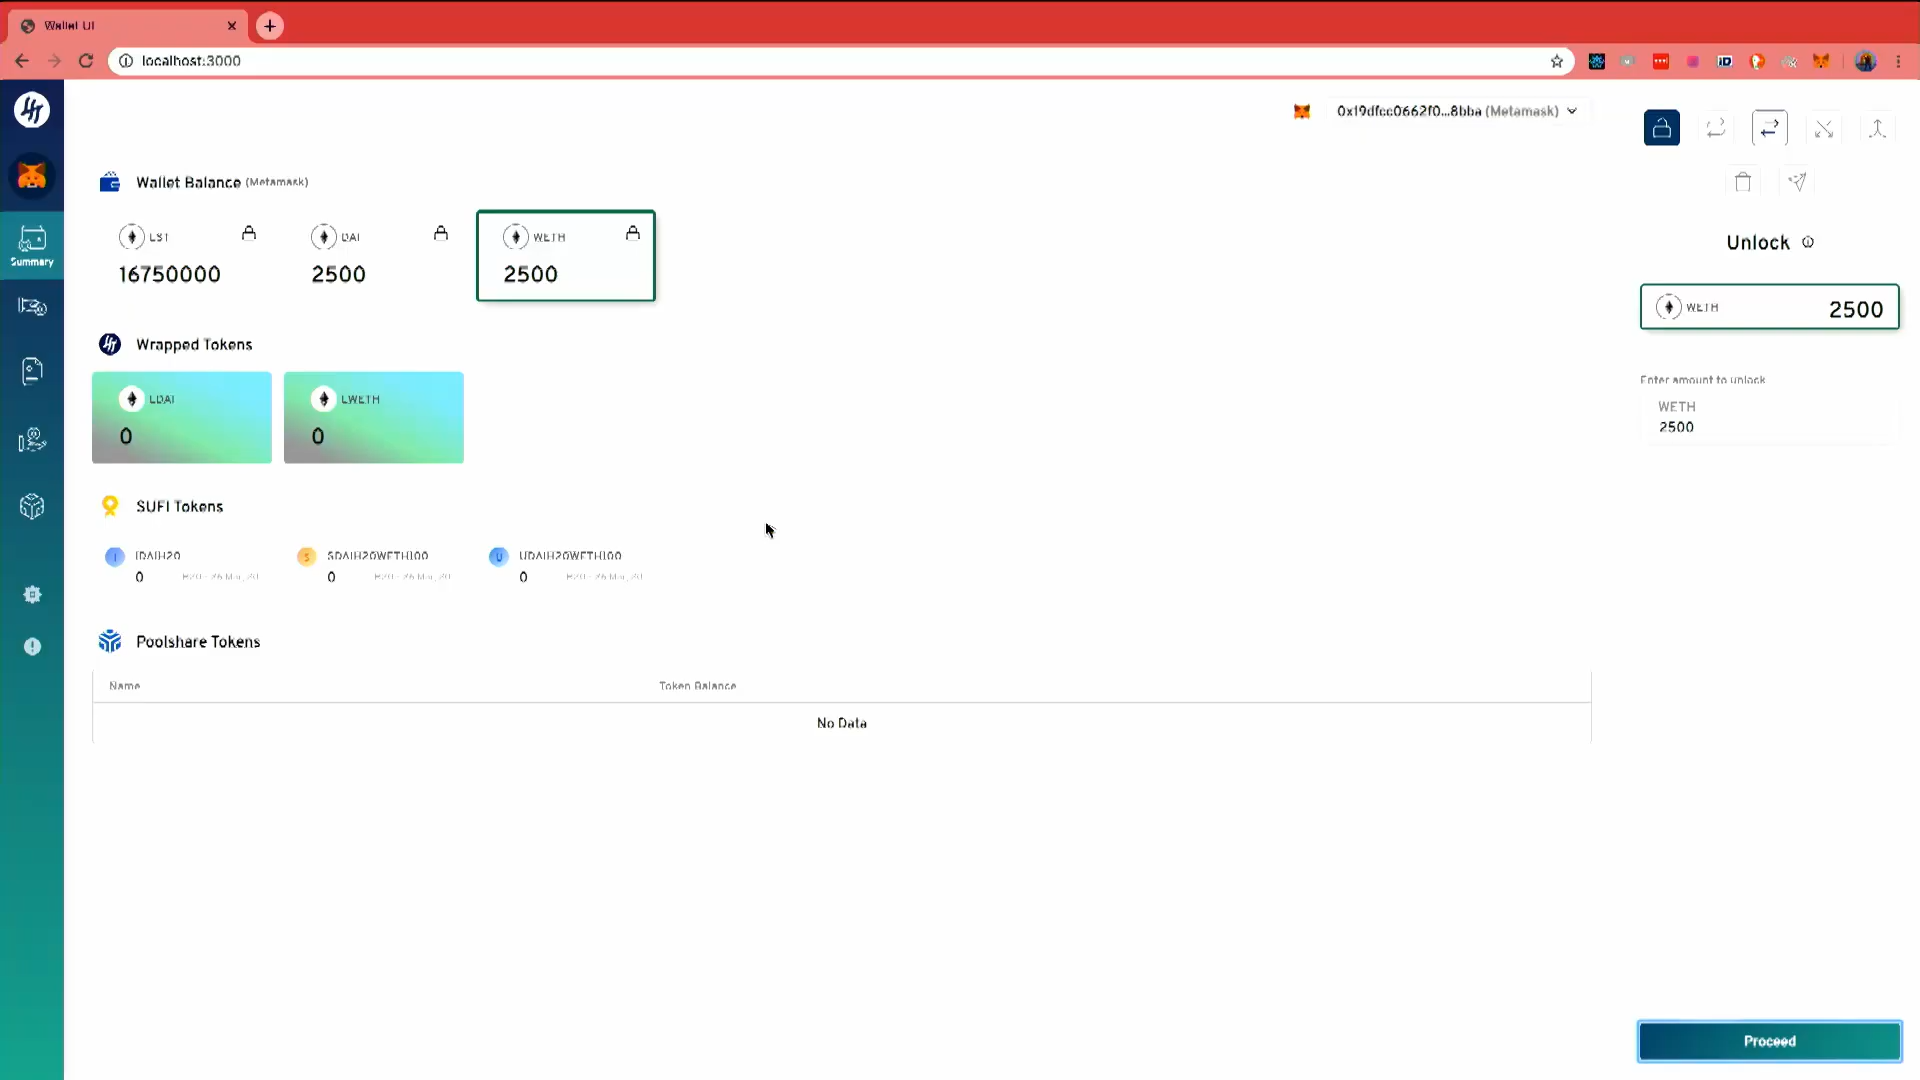 Wallet UI
localhost:3000
0x19dfcc0662f0...8bba (Metamask)
Wallet Balance (Metamask)
LST
16750000
DAI
2500
WETH
2500
Unlock
WETH
2500
Enter amount to unlock
WETH
2500
Wrapped Tokens
LDAI
0
LWETH
0
Summary
SUFI Tokens
IDAIH20
0
SDAIH20WETH100
0
UDAIH20WETH100
0
Poolshare Tokens
Name
Token Balance
No Data
Proceed